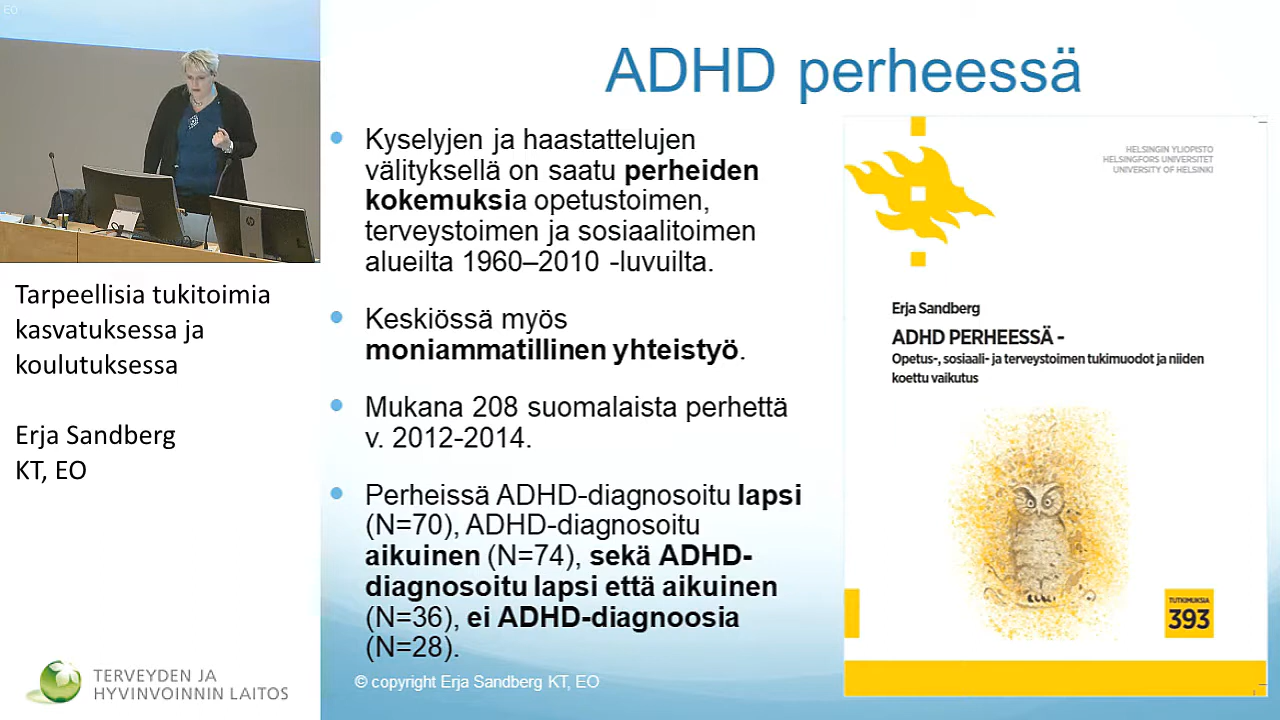 EO
ADHD perheessä
Kyselyjen ja haastattelujen
välityksellä on saatu perheiden
kokemuksia opetustoimen,
terveystoimen ja sosiaalitoimen
alueilta 1960–2010 -luvuilta.
Keskiössä myös
moniammatillinen yhteistyö.
Mukana 208 suomalaista perhettä
v. 2012-2014.
Perheissä ADHD-diagnosoitu lapsi
(N=70), ADHD-diagnosoitu
aikuinen (N=74), sekä ADHD-
diagnosoitu lapsi että aikuinen
(N=36), ei ADHD-diagnoosia
(N=28).
© copyright Erja Sandberg KT, EO
HELSINGIN YLIOPISTO
HELSINGFORS UNIVERSITET
UNIVERSITY OF HELSINKI
Erja Sandberg
ADHD PERHEESSÄ -
Opetus-, sosiaali- ja terveystoimen tukimuodot ja niiden
koettu vaikutus
TUTKIMUKSIA
393
Tarpeellisia tukitoimia
kasvatuksessa ja
koulutuksessa
Erja Sandberg
KT, EO
TERVEYDEN JA
HYVINVOINNIN LAITOS